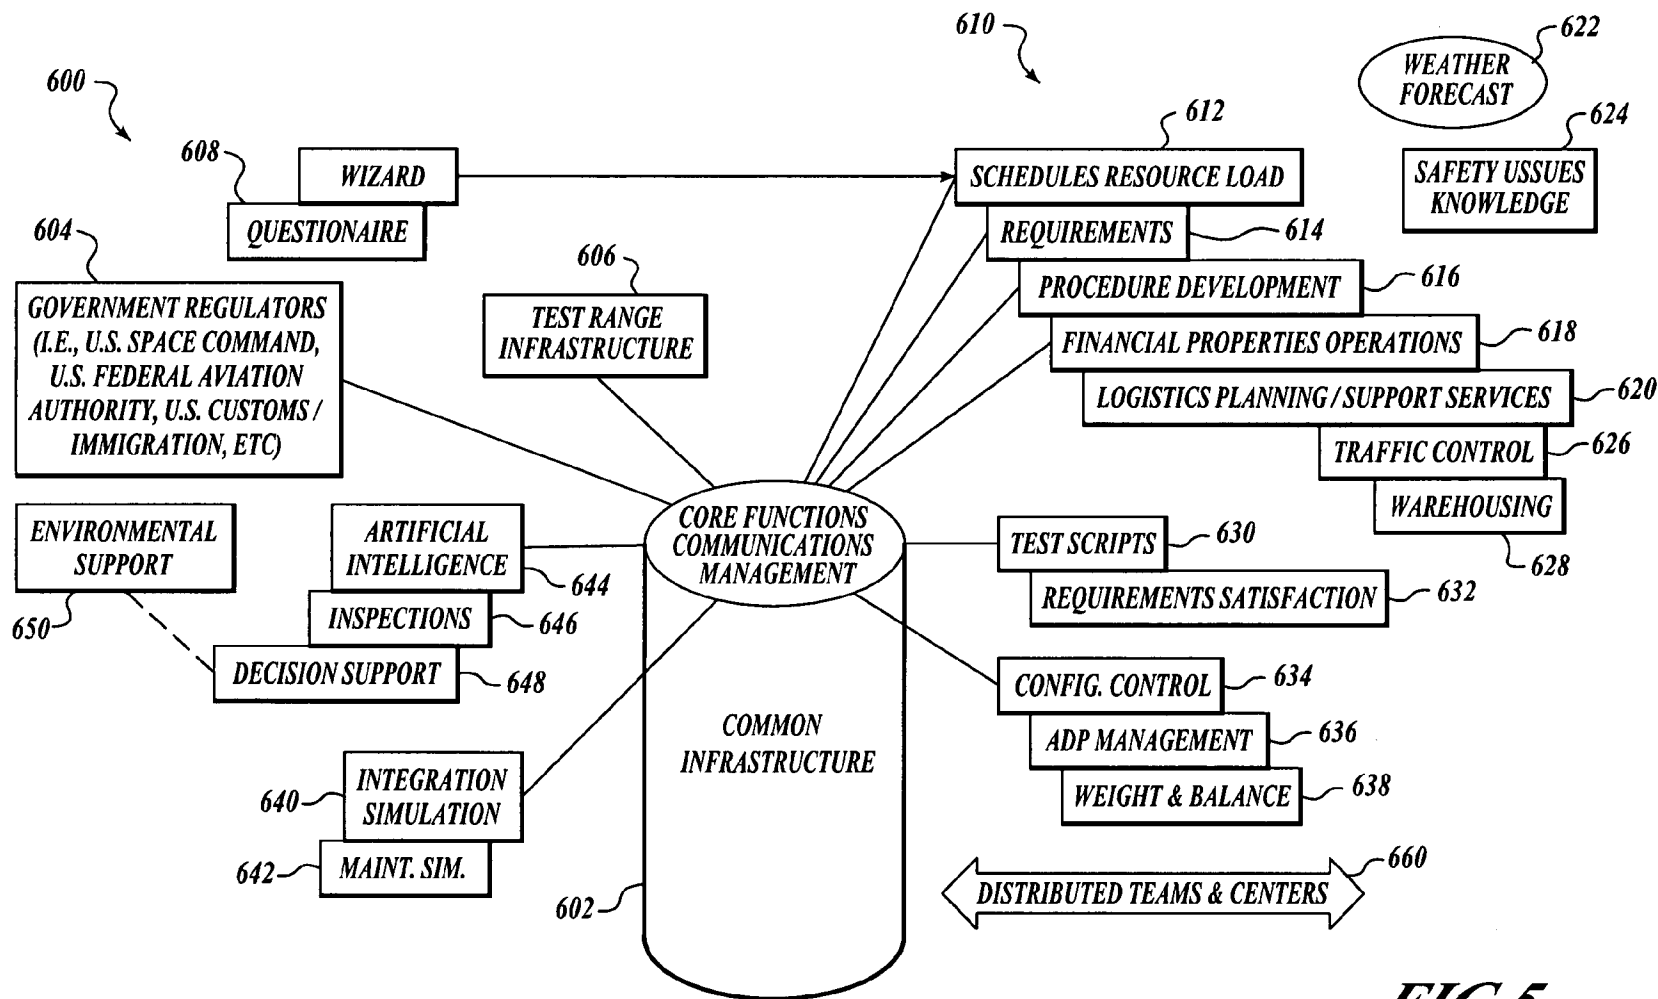 610
622
WEATHER
FORECAST
600
612
624
608
WIZARD
SCHEDULES RESOURCE LOAD
SAFETY USSUES
KNOWLEDGE
QUESTIONAIRE
REQUIREMENTS
614
604
606
PROCEDURE DEVELOPMENT
616
GOVERNMENT REGULATORS
(I.E., U.S. SPACE COMMAND,
U.S. FEDERAL AVIATION
AUTHORITY, U.S. CUSTOMS /
IMMIGRATION, ETC)
TEST RANGE
INFRASTRUCTURE
FINANCIAL PROPERTIES OPERATIONS
618
LOGISTICS PLANNING / SUPPORT SERVICES
620
TRAFFIC CONTROL
626
WAREHOUSING
628
ENVIRONMENTAL
SUPPORT
650
ARTIFICIAL
INTELLIGENCE
644
CORE FUNCTIONS
COMMUNICATIONS
MANAGEMENT
TEST SCRIPTS
630
INSPECTIONS
646
REQUIREMENTS SATISFACTION
632
DECISION SUPPORT
648
CONFIG. CONTROL
634
COMMON
INFRASTRUCTURE
ADP MANAGEMENT
636
INTEGRATION
SIMULATION
640
WEIGHT & BALANCE
638
MAINT. SIM.
642
602
DISTRIBUTED TEAMS & CENTERS
660
FIG.5